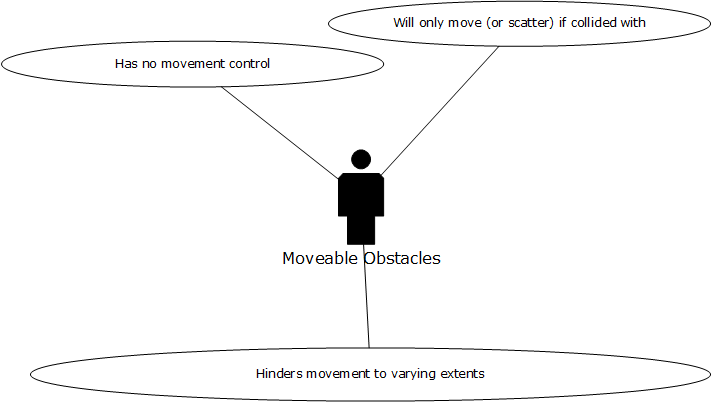 Will only move (or scatter) if collided with
Has no movement control
Moveable Obstacles
Hinders movement to varying extents